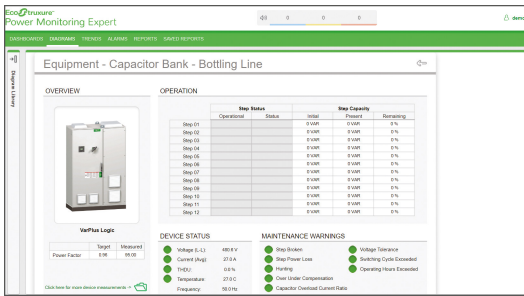 EcoStruxure™
Power Monitoring Expert
0 0 0
demo
DASHBOARDS DIAGRAMS TRENDS ALARMS REPORTS SAVED REPORTS
Diagram Library
Equipment - Capacitor Bank - Bottling Line
OVERVIEW
VarPlus Logic
Target Measured
Power Factor 0.96 99.00
Click here for more device measurements ->
OPERATION
Step Status Step Capacity
Operational Status Initial Present Remaining
Step 01 0 VAR 0 VAR 0 %
Step 02 0 VAR 0 VAR 0 %
Step 03 0 VAR 0 VAR 0 %
Step 04 0 VAR 0 VAR 0 %
Step 05 0 VAR 0 VAR 0 %
Step 06 0 VAR 0 VAR 0 %
Step 07 0 VAR 0 VAR 0 %
Step 08 0 VAR 0 VAR 0 %
Step 09 0 VAR 0 VAR 0 %
Step 10 0 VAR 0 VAR 0 %
Step 11 0 VAR 0 VAR 0 %
Step 12 0 VAR 0 VAR 0 %
DEVICE STATUS
Voltage (L-L): 400.6 V
Current (Avg): 27.0 A
THDU: 0.8 %
Temperature: 27.0 C
Frequency: 59.0 Hz
MAINTENANCE WARNINGS
Step Broken
Step Power Loss
Hunting
Over Under Compensation
Capacitor Overload Current Ratio
Voltage Tolerance
Switching Cycle Exceeded
Operating Hours Exceeded